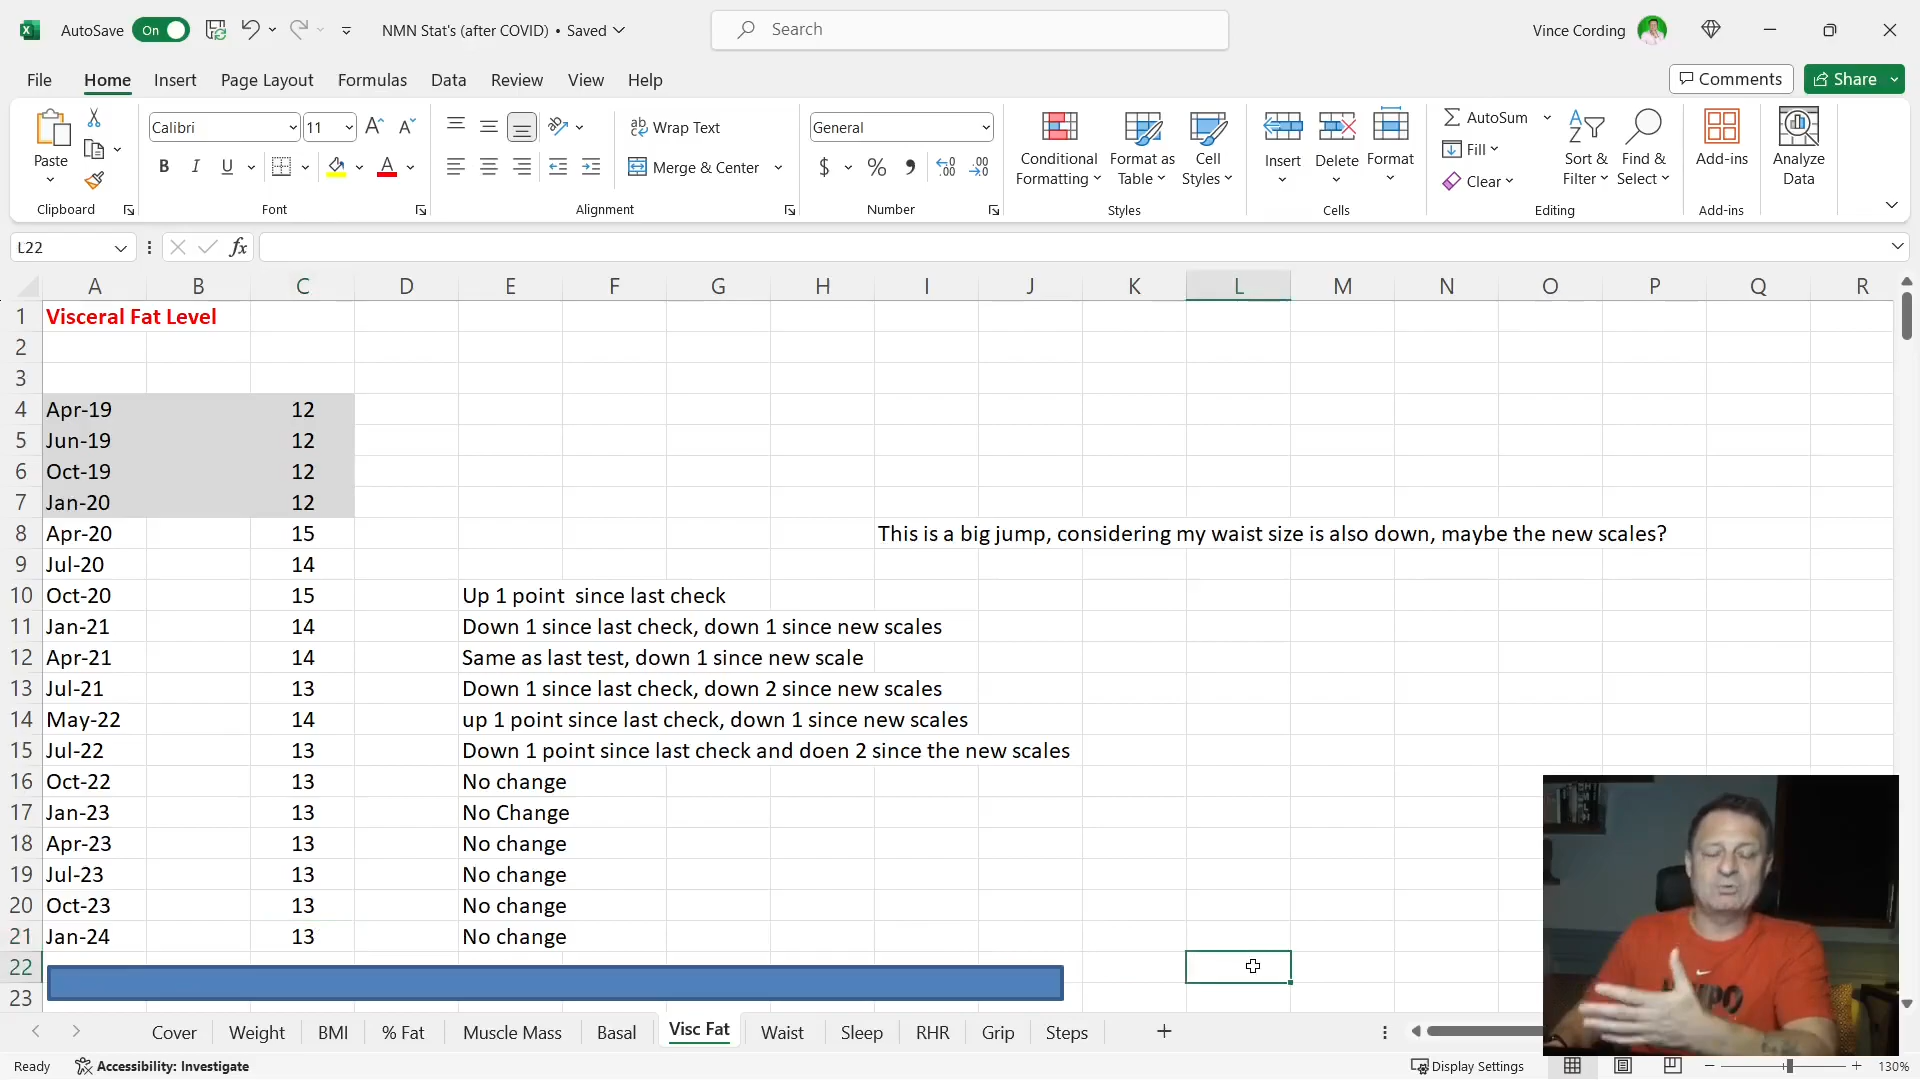 AutoSave On NMN Stat's (after COVID) • Saved Search Vince Cording
File Home Insert Page Layout Formulas Data Review View Help Comments Share
Paste Calibri 11 Wrap Text General Conditional Formatting Format as Table Cell Styles Insert Delete Format AutoSum Sort & Filter Find & Select Add-ins Analyze Data
B I U Merge & Center $ % Fill
Clear
Clipboard Font Alignment Number Styles Cells Editing Add-ins
L22 fx
A B C D E F G H I J K L M N O P Q R
1 Visceral Fat Level
2
3
4 Apr-19 12
5 Jun-19 12
6 Oct-19 12
7 Jan-20 12
8 Apr-20 15 This is a big jump, considering my waist size is also down, maybe the new scales?
9 Jul-20 14
10 Oct-20 15 Up 1 point  since last check
11 Jan-21 14 Down 1 since last check, down 1 since new scales
12 Apr-21 14 Same as last test, down 1 since new scale
13 Jul-21 13 Down 1 since last check, down 2 since new scales
14 May-22 14 up 1 point since last check, down 1 since new scales
15 Jul-22 13 Down 1 point since last check and doen 2 since the new scales
16 Oct-22 13 No change
17 Jan-23 13 No Change
18 Apr-23 13 No change
19 Jul-23 13 No change
20 Oct-23 13 No change
21 Jan-24 13 No change
22
23
Cover Weight BMI % Fat Muscle Mass Basal Visc Fat Waist Sleep RHR Grip Steps
Ready Accessibility: Investigate Display Settings 130%